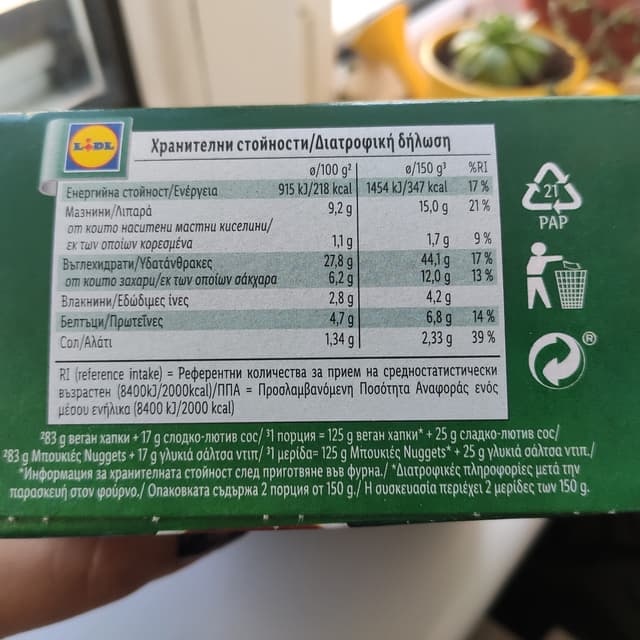 LIDL
Хранителни стойности/Διατροφική δήλωση
ø/100 g² ø/150 g³ %RI
Енергийна стойност/Ενέργεια 915 kJ/218 kcal 1454 kJ/347 kcal 17 %
Мазнини/Λιπαρά 9,2 g 15,0 g 21 %
от които наситени мастни киселини/
εκ των οποίων κορεσμένα 1,1 g 1,7 g 9 %
Въглехидрати/Υδατάνθρακες 27,8 g 44,1 g 17 %
от които захари/εκ των οποίων σάκχαρα 6,2 g 12,0 g 13 %
Влакнини/Εδώδιμες ίνες 2,8 g 4,2 g
Белтъци/Πρωτεΐνες 4,7 g 6,8 g 14 %
Сол/Αλάτι 1,34 g 2,33 g 39 %
RI (reference intake) = Референтни количества за прием на средностатистически
възрастен (8400kJ/2000kcal)/ΠΠΑ = Προσλαμβανόμενη Ποσότητα Αναφοράς ενός
μέσου ενήλικα (8400 kJ/2000 kcal)
²83 g веган хапки + 17 g слодко-лютив сос/ ³1 порция = 125 g веган хапки* + 25 g сладко-лютив сос/
²83 g Μπουκιές Nuggets + 17 g γλυκιά σάλτσα ντιπ/ ³1 μερίδα= 125 g Μπουκιές Nuggets* + 25 g γλυκιά σάλτσα ντιπ./
*Информация за хранителната стойност след приготвяне във фурна./ *Διατροφικές πληροφορίες μετά την
παρασκευή στον φούρνο./ Опаковката съдържа 2 порции от 150 g./ Η συσκευασία περιέχει 2 μερίδες των 150 g.
21
PAP
®